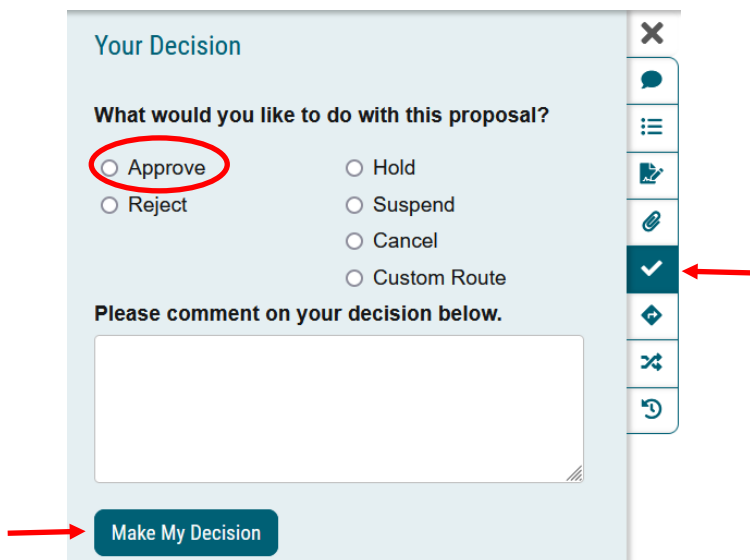 Your Decision
What would you like to do with this proposal?
Approve
Hold
Reject
Suspend
Cancel
Custom Route
Please comment on your decision below.
Make My Decision